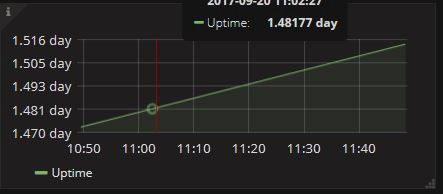 2017-09-20 11:02:27
Uptime: 1.48177 day
1.516 day
1.505 day
1.493 day
1.481 day
1.470 day
10:50 11:00 11:10 11:20 11:30 11:40
Uptime